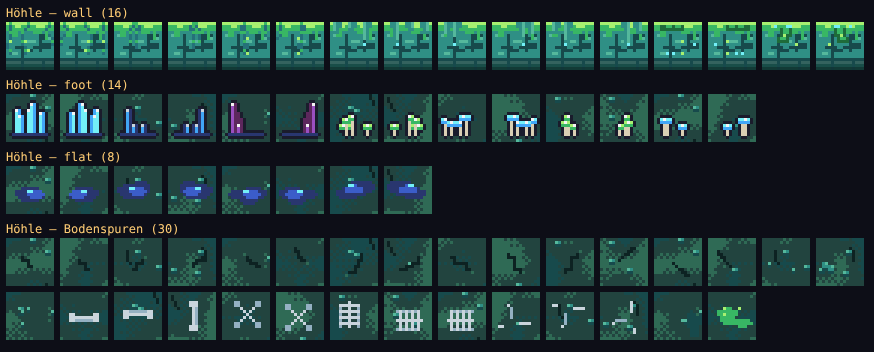 Höhle — wall (16)
Höhle — foot (14)
Höhle — flat (8)
Höhle — Bodenspuren (30)